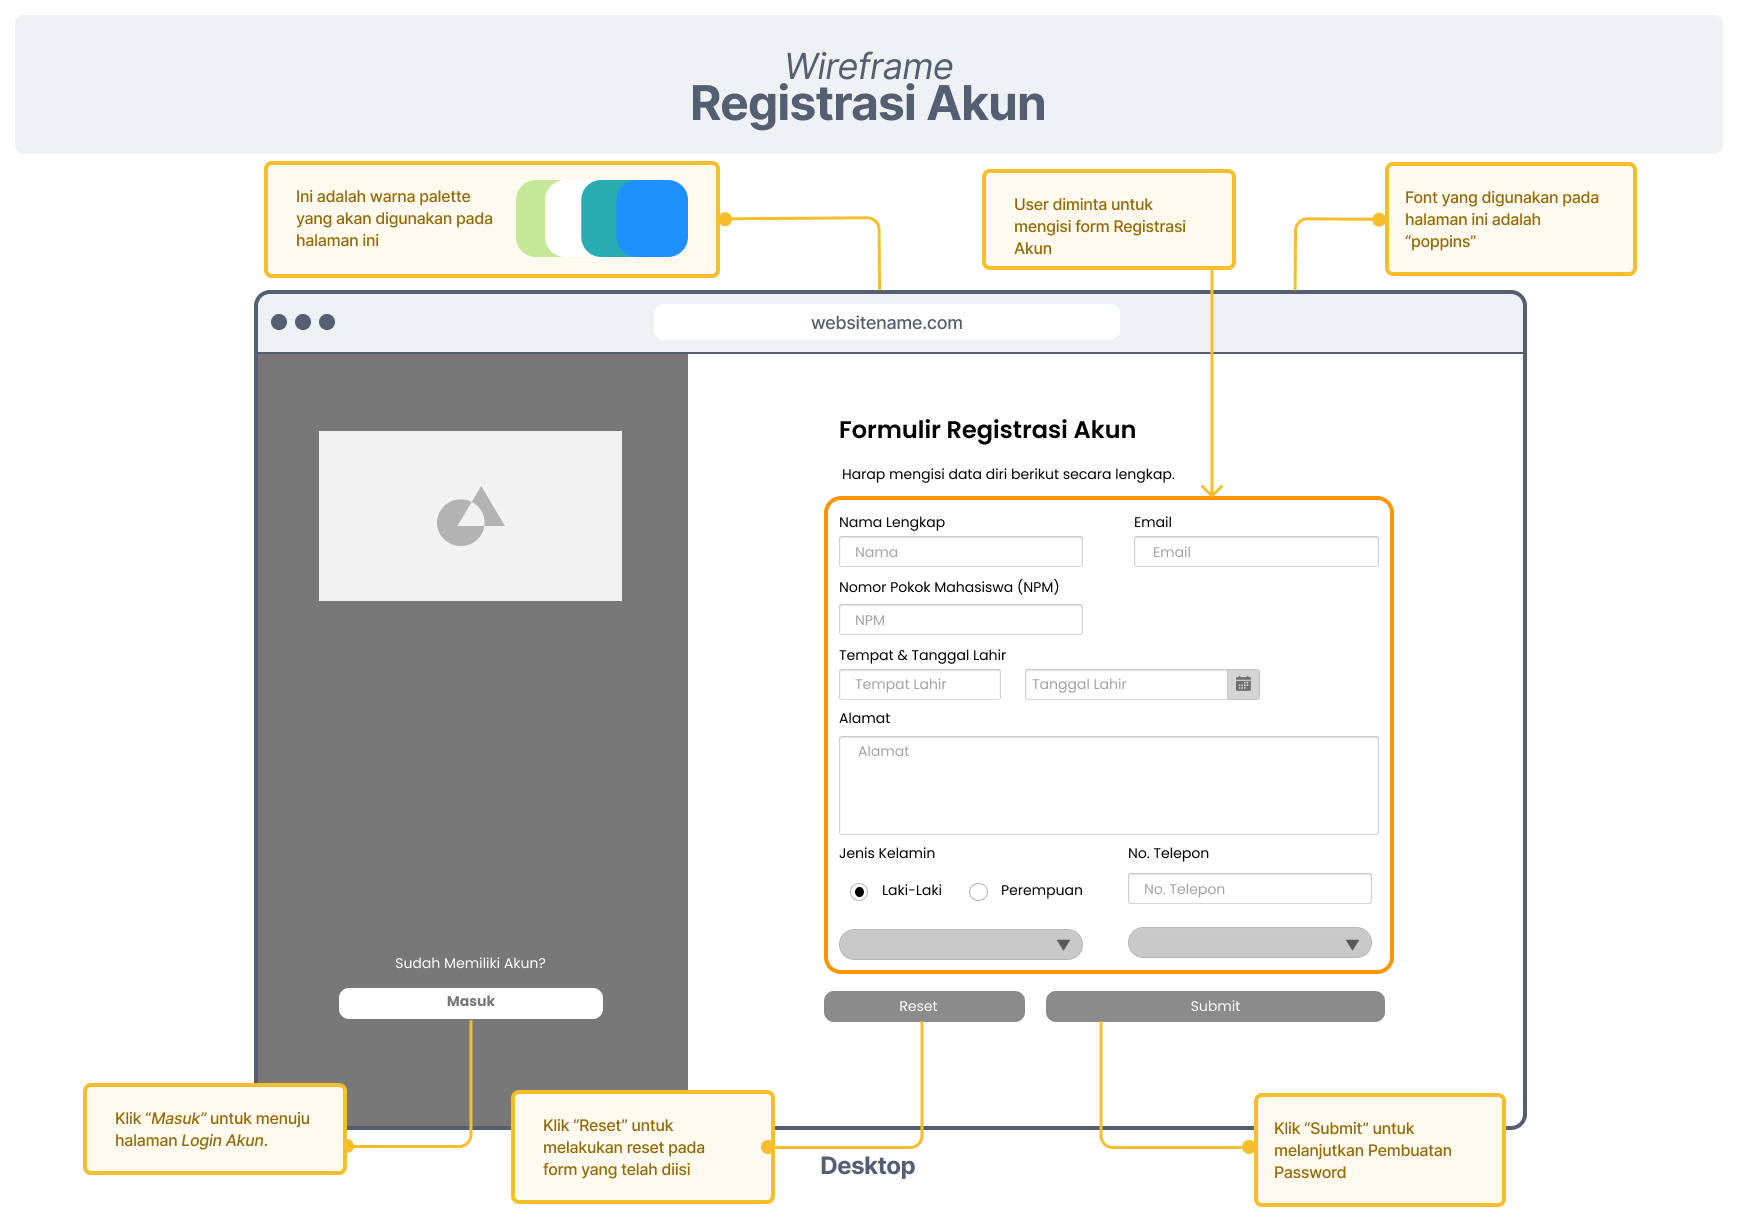 Wireframe
Registrasi Akun
Ini adalah warna palette
yang akan digunakan pada
halaman ini
User diminta untuk
mengisi form Registrasi
Akun
Font yang digunakan pada
halaman ini adalah
“poppins”
websitename.com
Formulir Registrasi Akun
Harap mengisi data diri berikut secara lengkap.
Nama Lengkap
Email
Nama
Email
Nomor Pokok Mahasiswa (NPM)
NPM
Tempat & Tanggal Lahir
Tempat Lahir
Tanggal Lahir
Alamat
Alamat
Jenis Kelamin
No. Telepon
Laki-Laki
Perempuan
No. Telepon
Sudah Memiliki Akun?
Masuk
Reset
Submit
Klik “Masuk” untuk menuju
halaman Login Akun.
Klik “Reset” untuk
melakukan reset pada
form yang telah diisi
Klik “Submit” untuk
melanjutkan Pembuatan
Password
Desktop